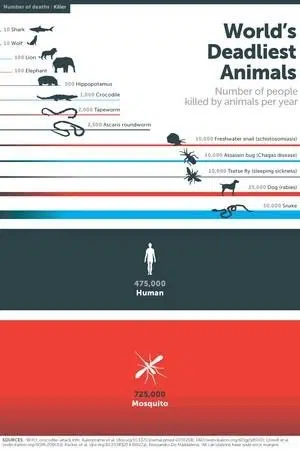 Number of deaths | Killer
World's
Deadliest
Animals
Number of people
killed by animals per year
10 Shark
10 Wolf
100 Lion
100 Elephant
500 Hippopotamus
1,000 Crocodile
2,000 Tapeworm
2,500 Ascaris roundworm
10,000 Freshwater snail (schistosomiasis)
10,000 Assassin bug (Chagas disease)
10,000 Tsetse fly (sleeping sickness)
25,000 Dog (rabies)
50,000 Snake
475,000
Human
725,000
Mosquito
SOURCES